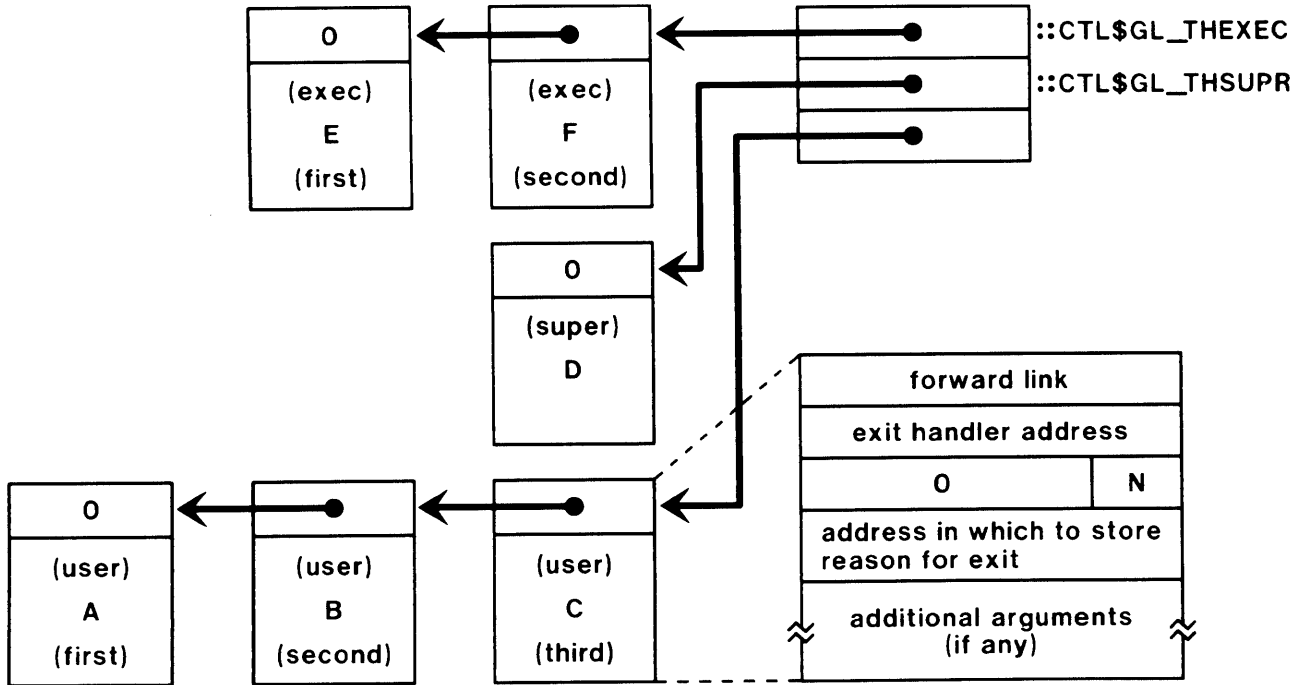 0
(exec)
E
(first)
(exec)
F
(second)
::CTL$GL_THEXEC
::CTL$GL_THSUPR
0
(super)
D
0
(user)
A
(first)
(user)
B
(second)
(user)
C
(third)
forward link
exit handler address
0 N
address in which to store
reason for exit
additional arguments
(if any)